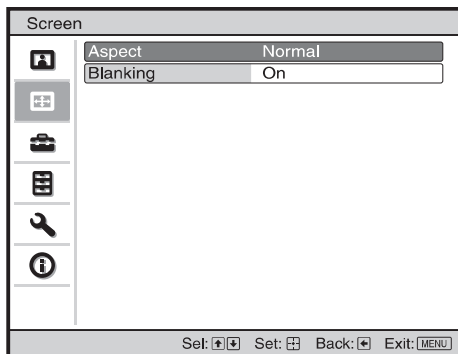 Screen
Aspect Normal
Blanking On
Sel: Set: Back: Exit: MENU